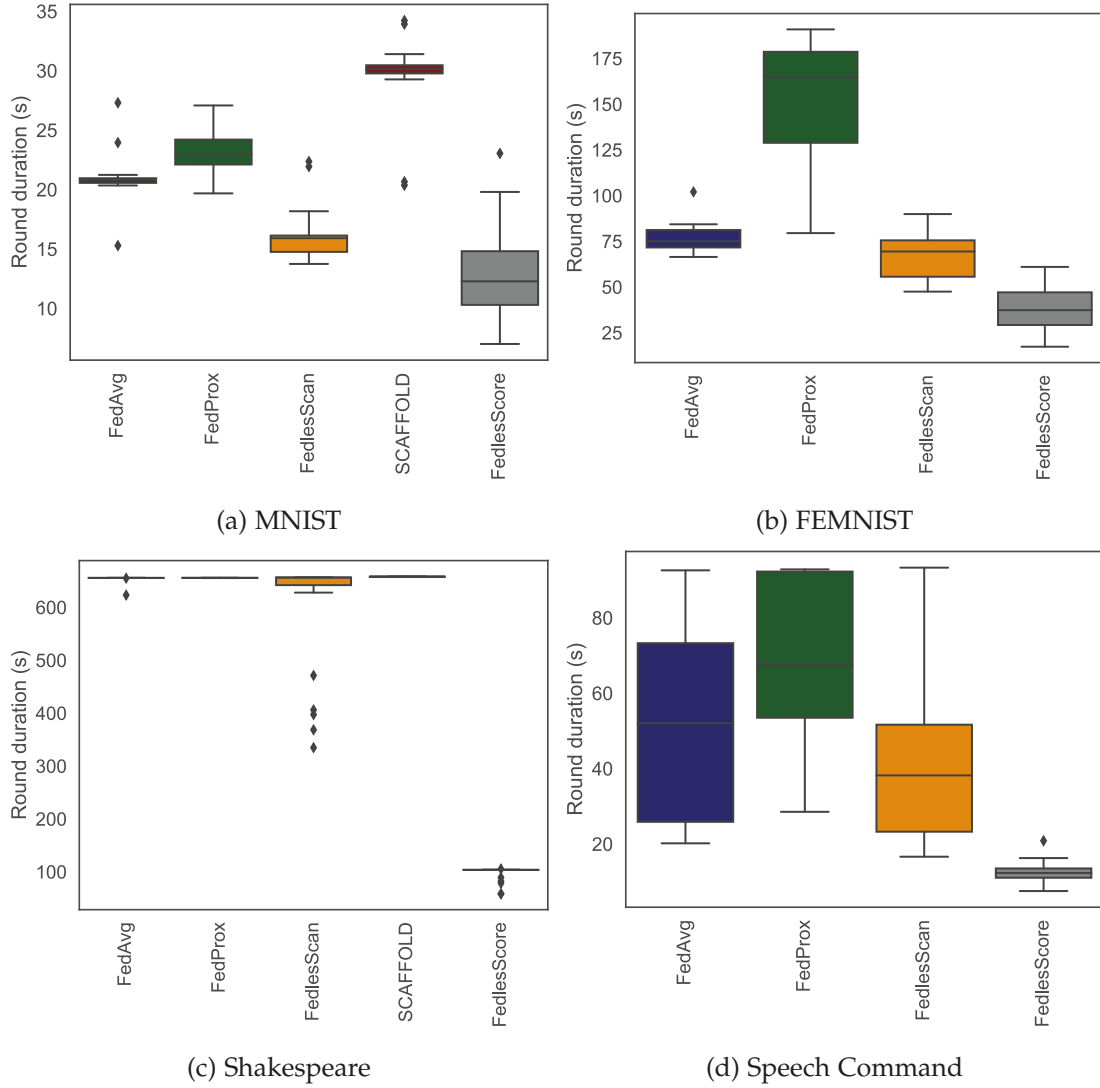 35
30
25
20
15
10
Round duration (s)
FedAvg
FedProx
FedlesScan
SCAFFOLD
FedlesScore
(a) MNIST
175
150
125
100
75
50
25
Round duration (s)
FedAvg
FedProx
FedlesScan
FedlesScore
(b) FEMNIST
600
500
400
300
200
100
Round duration (s)
FedAvg
FedProx
FedlesScan
SCAFFOLD
FedlesScore
(c) Shakespeare
80
60
40
20
Round duration (s)
FedAvg
FedProx
FedlesScan
FedlesScore
(d) Speech Command